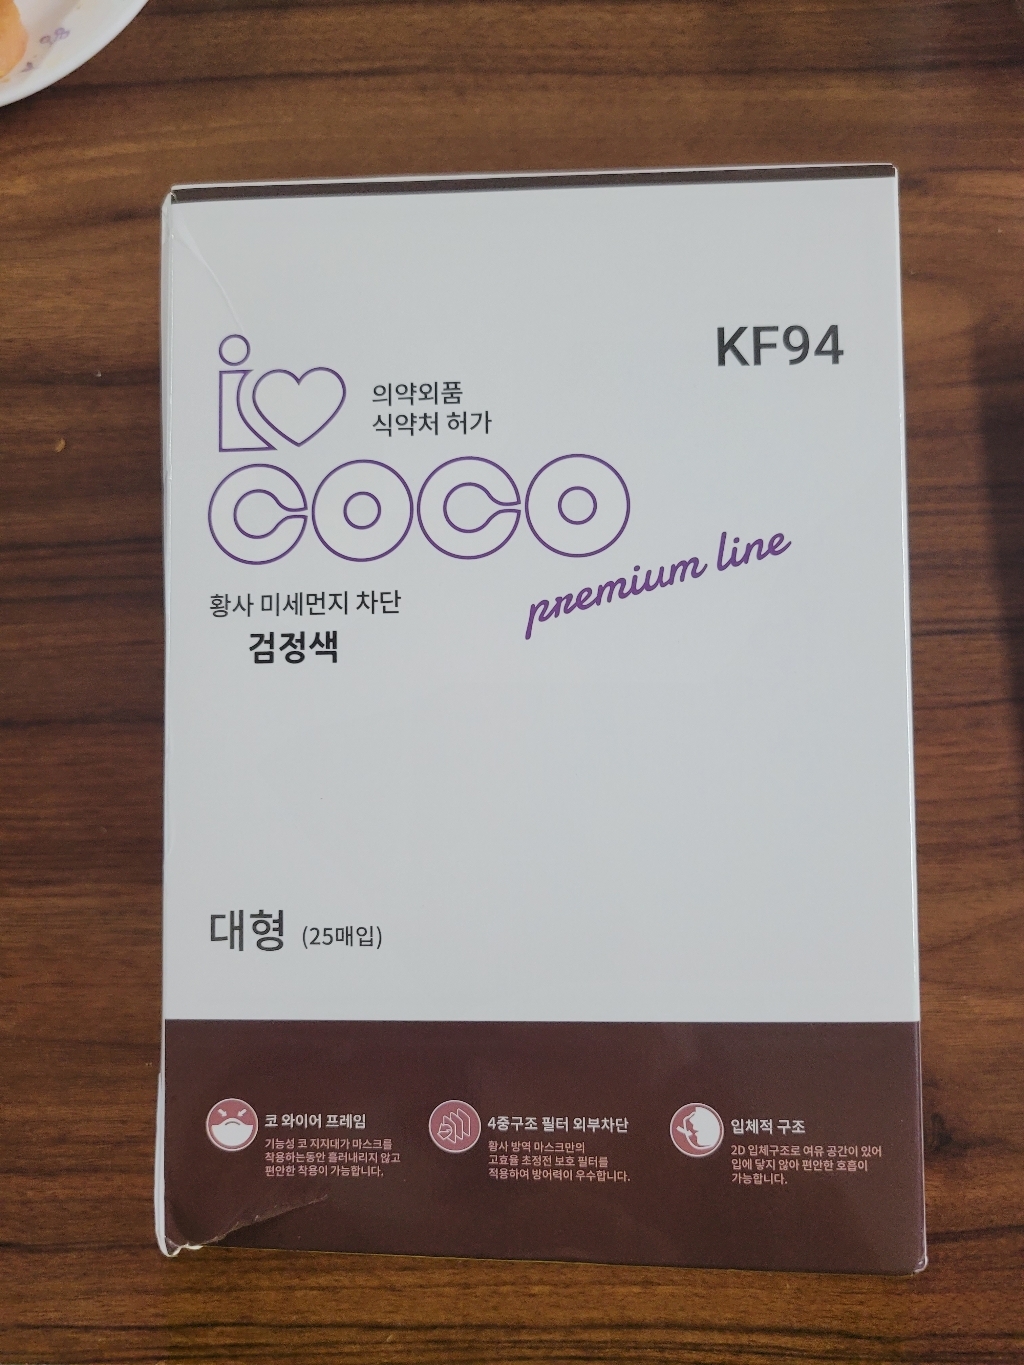 KF94
i
의약외품
식약처 허가
COCO
premium line
황사 미세먼지 차단
검정색
대형 (25매입)
코 와이어 프레임
기능성 코 지지대가 마스크를
착용하는동안 흘러내리지 않고
편안한 착용이 가능합니다.
4중구조 필터 외부차단
황사 방역 마스크만의
고효율 초정전 보호 필터를
적용하여 방어력이 우수합니다.
입체적 구조
2D 입체구조로 여유 공간이 있어
입에 닿지 않아 편안한 호흡이
가능합니다.